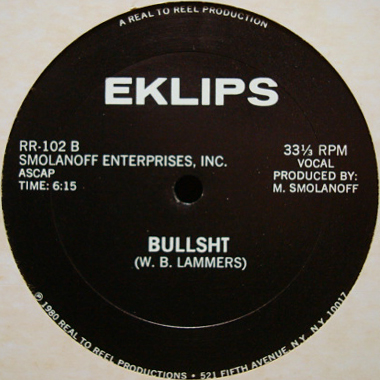 A REAL TO REEL PRODUCTION
EKLIPS
RR-102 B
SMOLANOFF ENTERPRISES, INC.
ASCAP
TIME: 6:15
33⅓ RPM
VOCAL
PRODUCED BY:
M. SMOLANOFF
BULLSHT
(W. B. LAMMERS)
℗ 1980 REAL TO REEL PRODUCTIONS • 521 FIFTH AVENUE, N.Y. N.Y. 10017